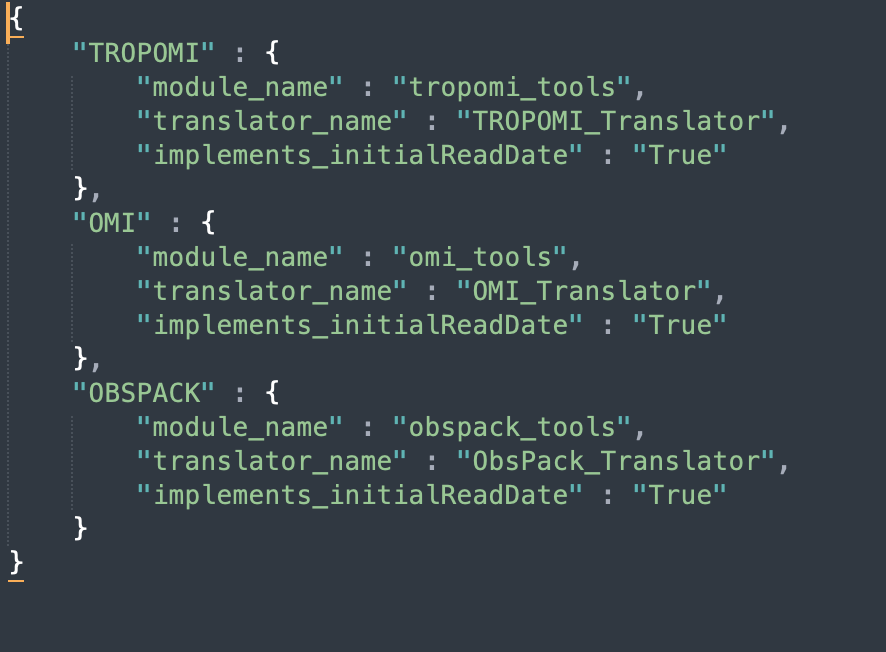 {
    "TROPOMI" : {
        "module_name" : "tropomi_tools",
        "translator_name" : "TROPOMI_Translator",
        "implements_initialReadDate" : "True"
    },
    "OMI" : {
        "module_name" : "omi_tools",
        "translator_name" : "OMI_Translator",
        "implements_initialReadDate" : "True"
    },
    "OBSPACK" : {
        "module_name" : "obspack_tools",
        "translator_name" : "ObsPack_Translator",
        "implements_initialReadDate" : "True"
    }
}